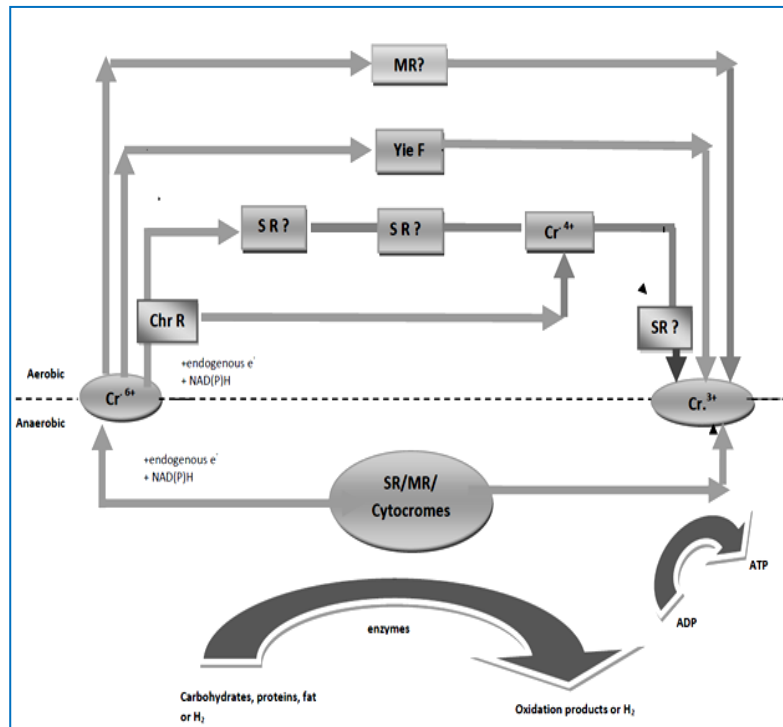 MR?
Yie F
S R ?
S R ?
Cr. 4+
Chr R
SR ?
+endogenous e-
+ NAD(P)H
Aerobic
Cr. 6+
Cr. 3+
Anaerobic
+endogenous e-
+ NAD(P)H
SR/MR/
Cytocromes
ATP
ADP
enzymes
Carbohydrates, proteins, fat
or H2
Oxidation products or H2